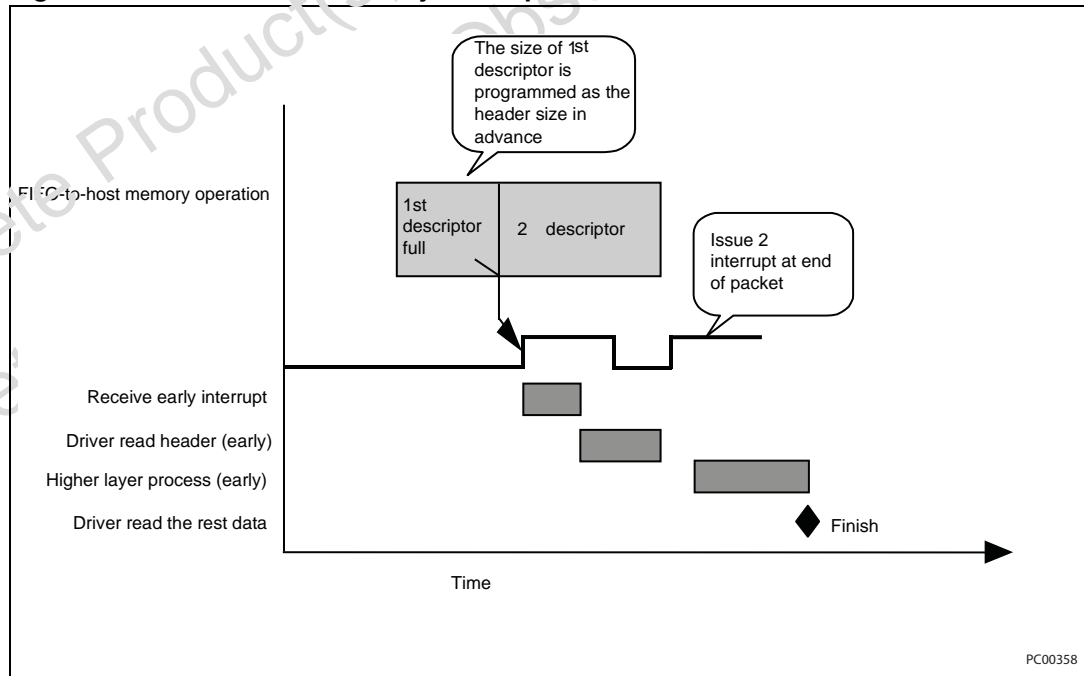 The size of 1st
descriptor is
programmed as the
header size in
advance
FIFO-to-host memory operation
1st
descriptor
full
2 descriptor
Issue 2
interrupt at end
of packet
Receive early interrupt
Driver read header (early)
Higher layer process (early)
Driver read the rest data
Finish
Time
PC00358
Product(s)